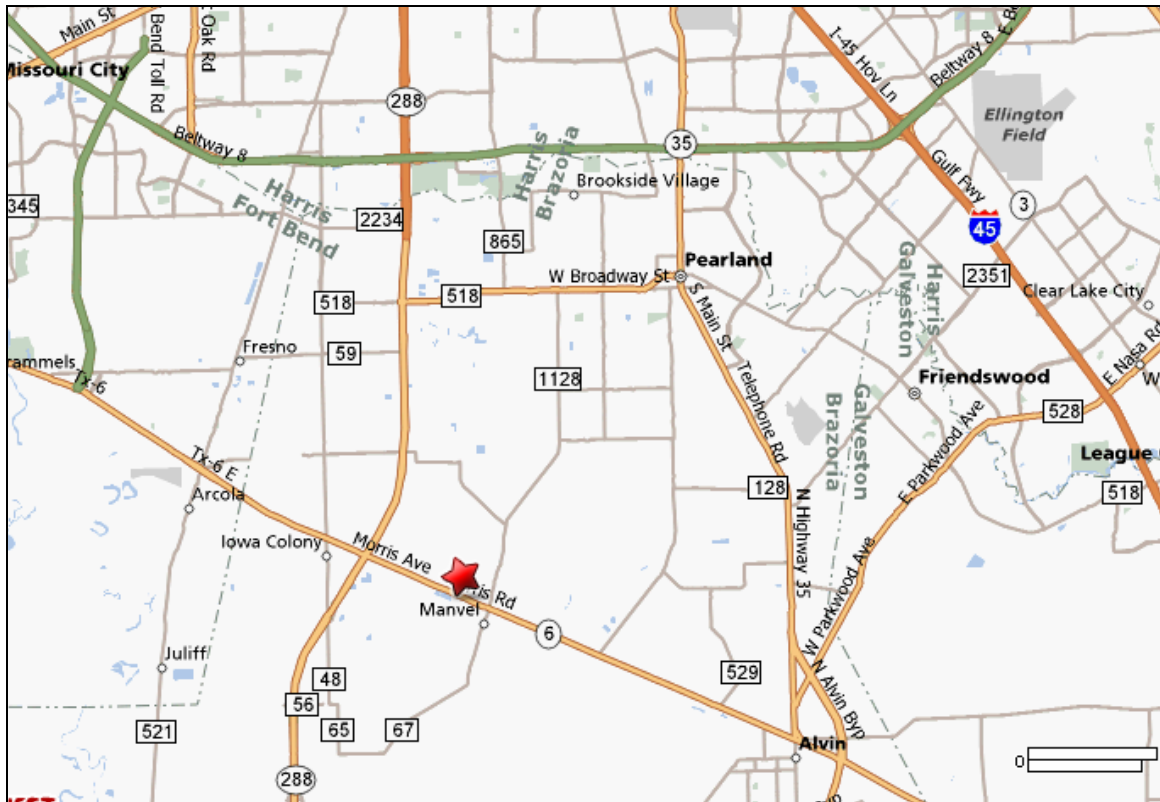 Main St
Oak Rd
Bend Toll Rd
Missouri City
288
I-45 Hov Ln
Beltway 8
Ellington
Field
35
Beltway 8
Harris
Brazoria
Gulf Fwy
Brookside Village
3
345
Harris
Fort Bend
2234
45
865
Pearland
W Broadway St
Harris
Galveston
2351
518
518
S Main St
Clear Lake City
Fresno
59
E Nasa Rd
Tx-6
1128
Friendswood
Telephone Rd
528
Galveston
Brazoria
E Parkwood Ave
Tx-6 E
League
128
518
Arcola
N Highway 35
Iowa Colony
Morris Ave
W Parkwood Ave
Manvel
6
Juliff
529
N Alvin Byp
48
56
521
65
67
Alvin
0
288